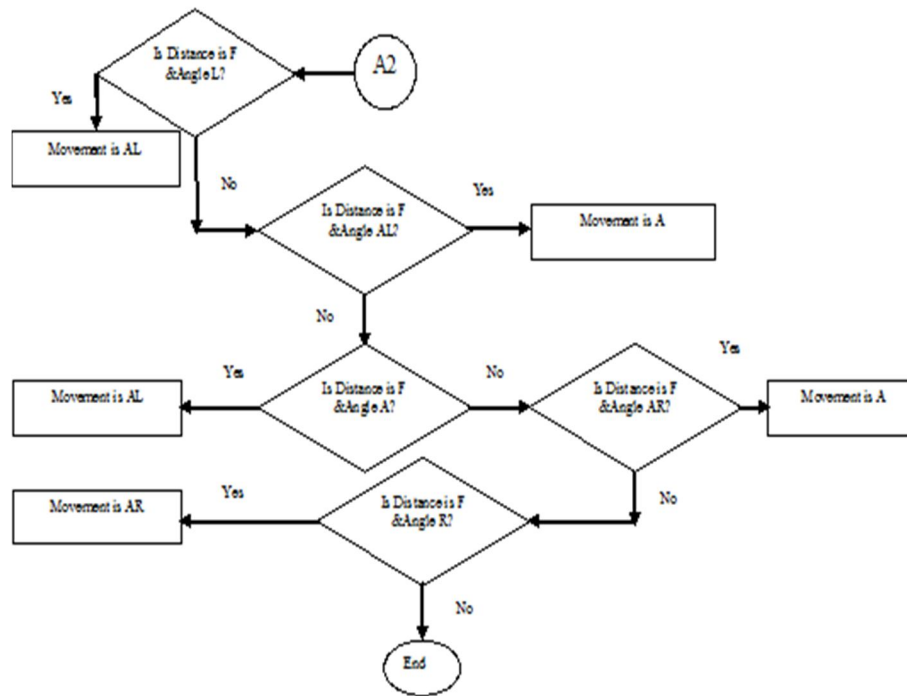 Is Distance is F
&Angle L?
A2
Yes
Movement is AL
No
Is Distance is F
&Angle AL?
Yes
Movement is A
No
Is Distance is F
&Angle A?
Yes
Movement is AL
No
Is Distance is F
&Angle AR?
Yes
Movement is A
No
Is Distance is F
&Angle R?
Yes
Movement is AR
No
End